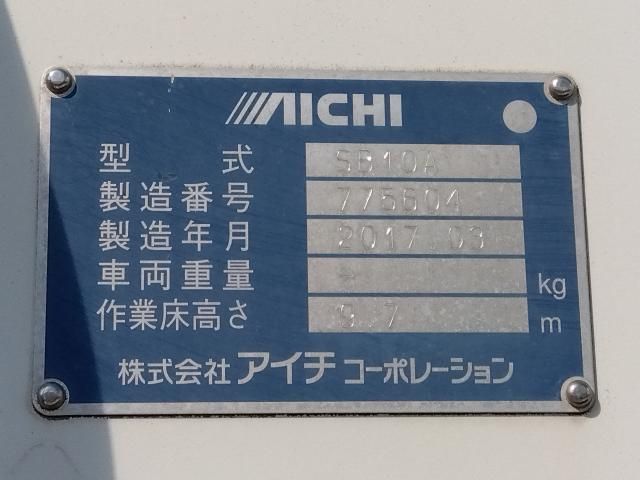 AICHI
型式 SB10A
製造番号 775604
製造年月 2017.03
車両重量 - kg
作業床高さ 9.7 m
株式会社アイチコーポレーション